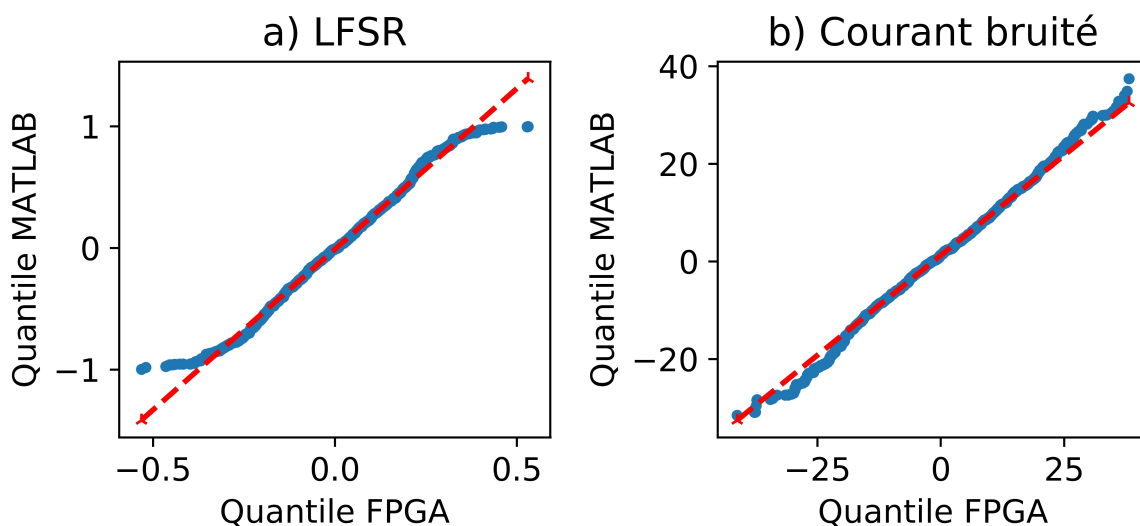 a) LFSR
Quantile MATLAB
1
0
−1
−0.5 0.0 0.5
Quantile FPGA
b) Courant bruité
Quantile MATLAB
40
20
0
−20
−25 0 25
Quantile FPGA